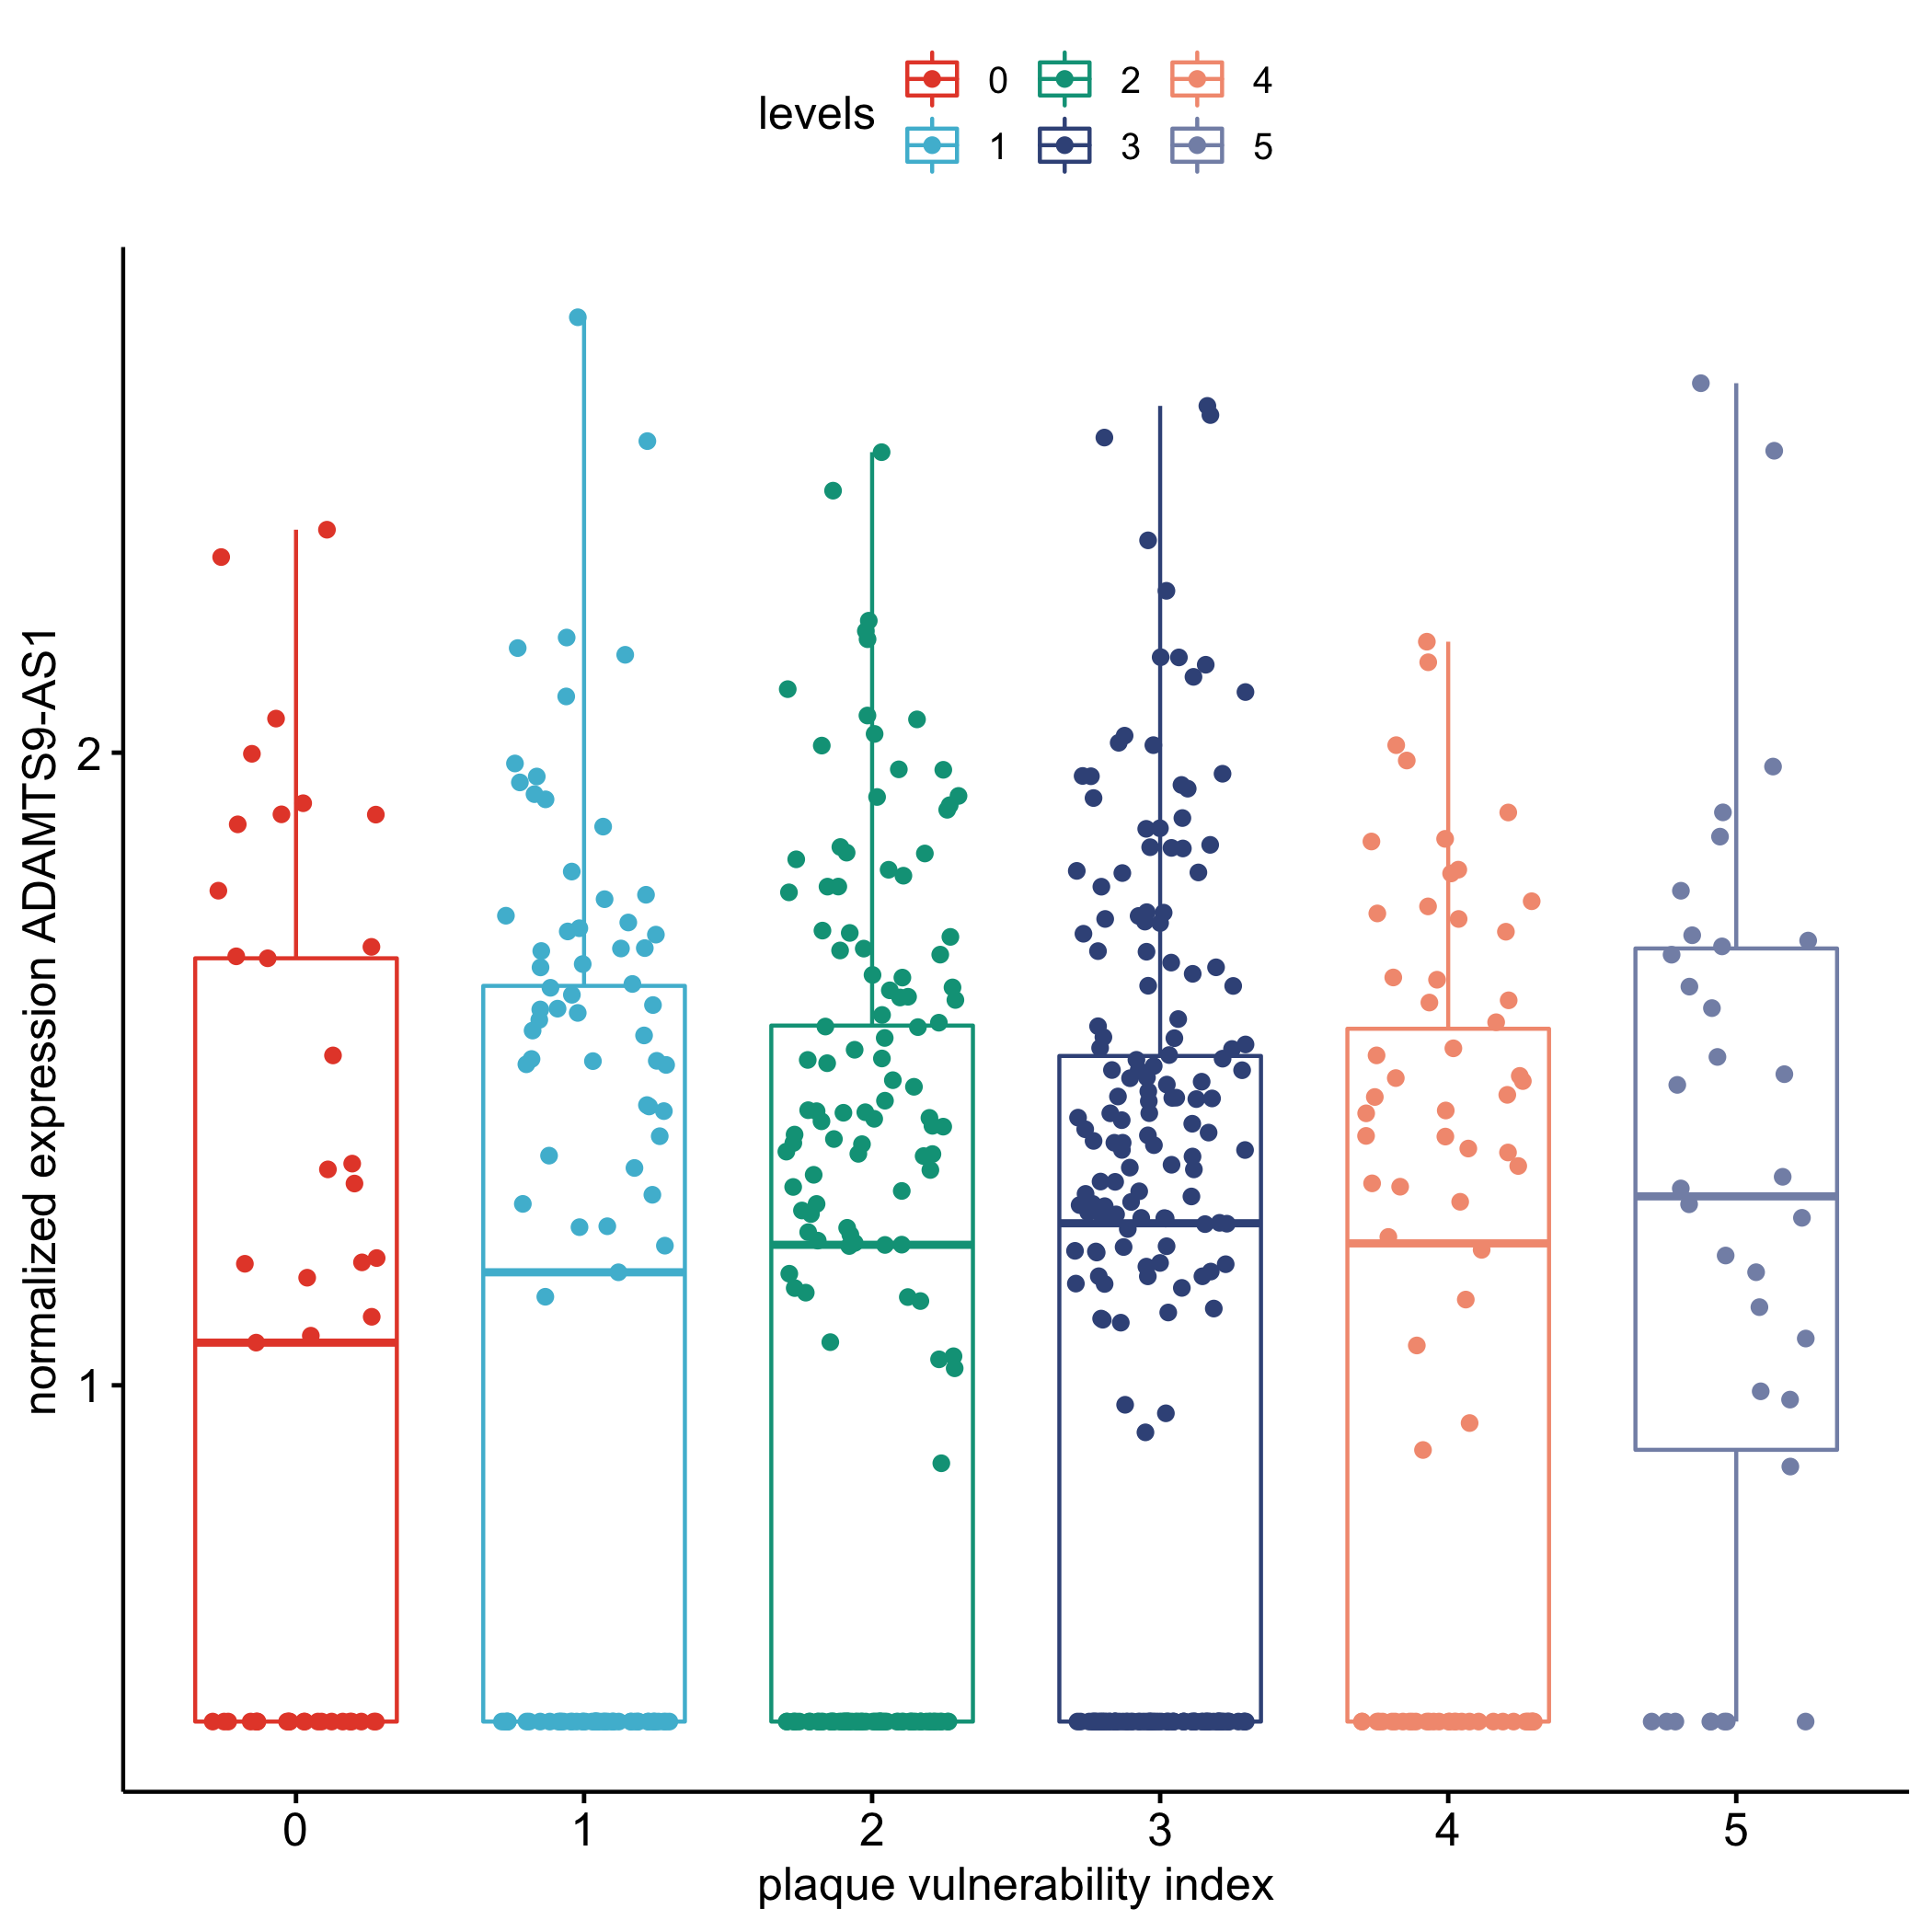 levels
0 2 4
1 3 5
normalized expression ADAMTS9-AS1
2
1
0 1 2 3 4 5
plaque vulnerability index